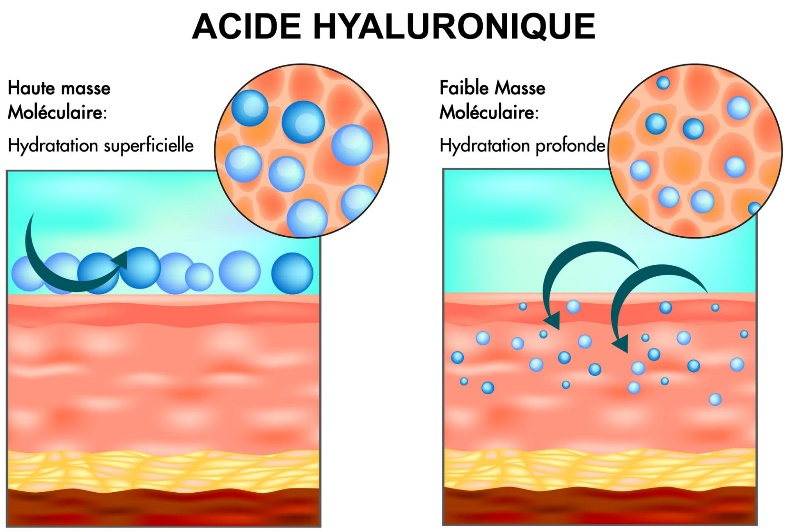 ACIDE HYALURONIQUE
Haute masse
Moléculaire:
Hydratation superficielle
Faible Masse
Moléculaire:
Hydratation profonde